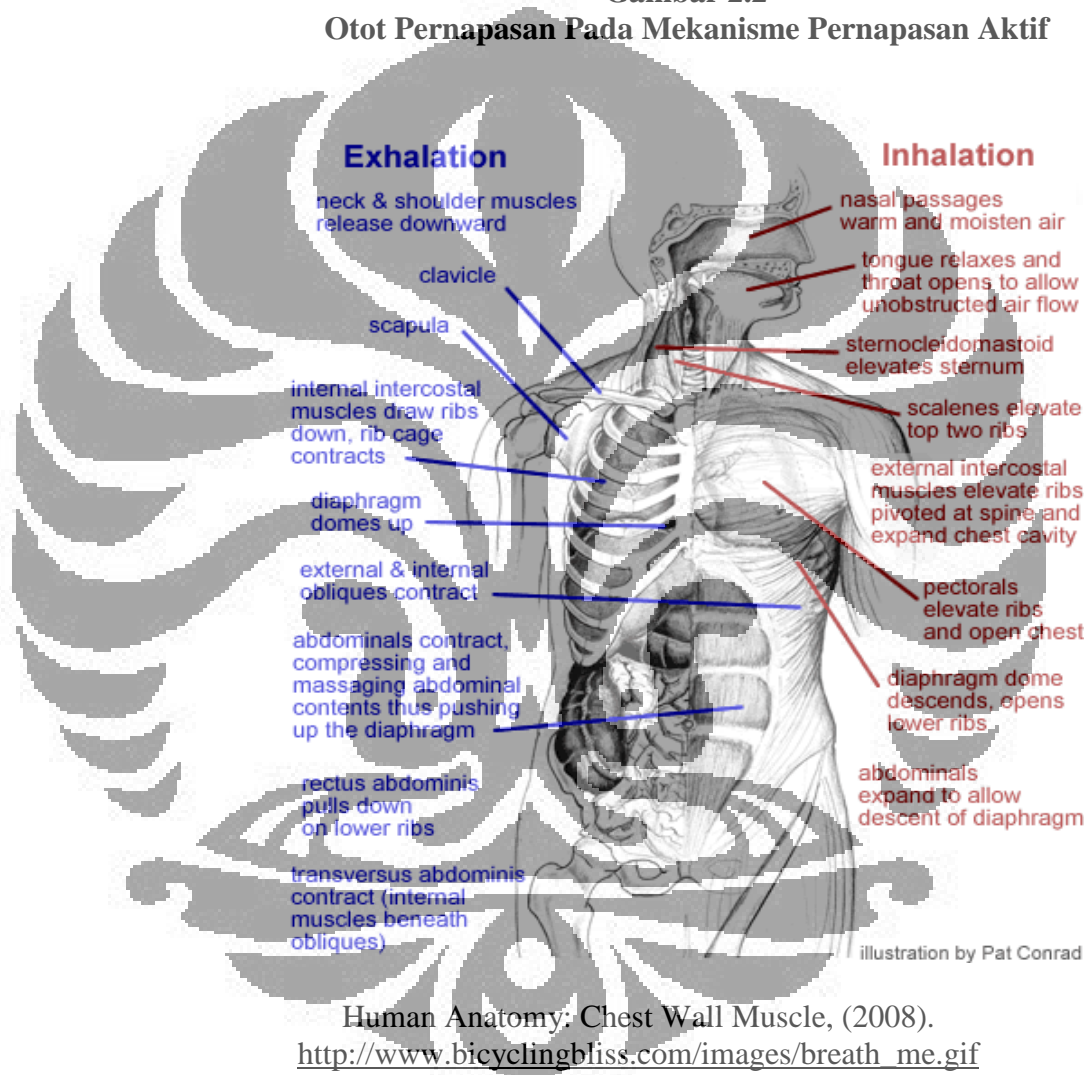 Gambar 2.2
Otot Pernapasan Pada Mekanisme Pernapasan Aktif
Exhalation
neck & shoulder muscles
release downward
clavicle
scapula
internal intercostal
muscles draw ribs
down, rib cage
contracts
diaphragm
domes up
external & internal
obliques contract
abdominals contract,
compressing and
massaging abdominal
contents thus pushing
up the diaphragm
rectus abdominis
pulls down
on lower ribs
transversus abdominis
contract (internal
muscles beneath
obliques)
Inhalation
nasal passages
warm and moisten air
tongue relaxes and
throat opens to allow
unobstructed air flow
sternocleidomastoid
elevates sternum
scalenes elevate
top two ribs
external intercostal
muscles elevate ribs
pivoted at spine and
expand chest cavity
pectorals
elevate ribs
and open chest
diaphragm dome
descends, opens
lower ribs
abdominals
expand to allow
descent of diaphragm
illustration by Pat Conrad
Human Anatomy: Chest Wall Muscle, (2008).
http://www.bicyclingbliss.com/images/breath_me.gif